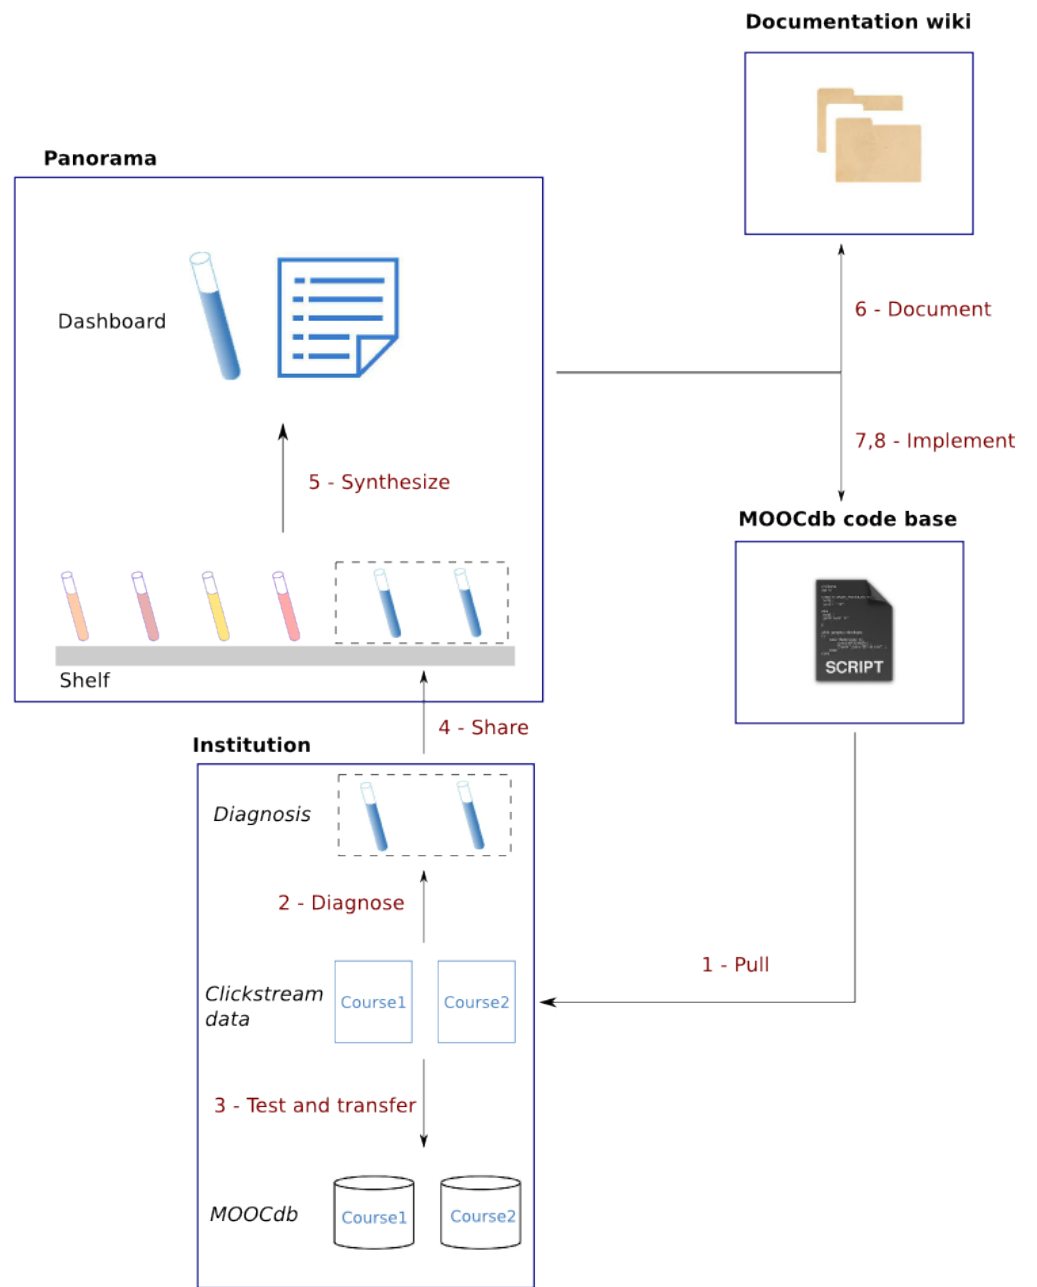 Documentation wiki
Panorama
Dashboard
6 - Document
7,8 - Implement
5 - Synthesize
MOOCdb code base
SCRIPT
Shelf
4 - Share
Institution
Diagnosis
2 - Diagnose
1 - Pull
Clickstream
data
Course1
Course2
3 - Test and transfer
MOOCdb
Course1
Course2